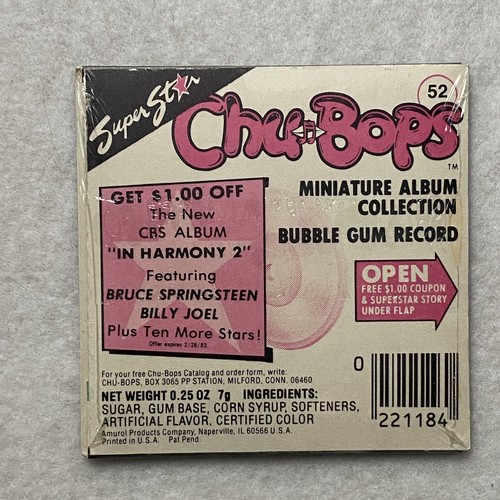 Super Star
Chu-Bops
TM
52
MINIATURE ALBUM
COLLECTION
BUBBLE GUM RECORD
GET $1.00 OFF
The New
CBS ALBUM
"IN HARMONY 2"
Featuring
BRUCE SPRINGSTEEN
BILLY JOEL
Plus Ten More Stars!
Offer expires 2/28/82.
OPEN
FREE $1.00 COUPON
& SUPERSTAR STORY
UNDER FLAP
For your free Chu-Bops Catalog and order form, write:
CHU-BOPS, BOX 3065 PP STATION, MILFORD, CONN. 06460
NET WEIGHT 0.25 OZ 7g INGREDIENTS:
SUGAR, GUM BASE, CORN SYRUP, SOFTENERS,
ARTIFICIAL FLAVOR, CERTIFIED COLOR
Amurol Products Company, Naperville, IL 60566 U.S.A.
Printed in U.S.A. Pat Pend.
0
221184